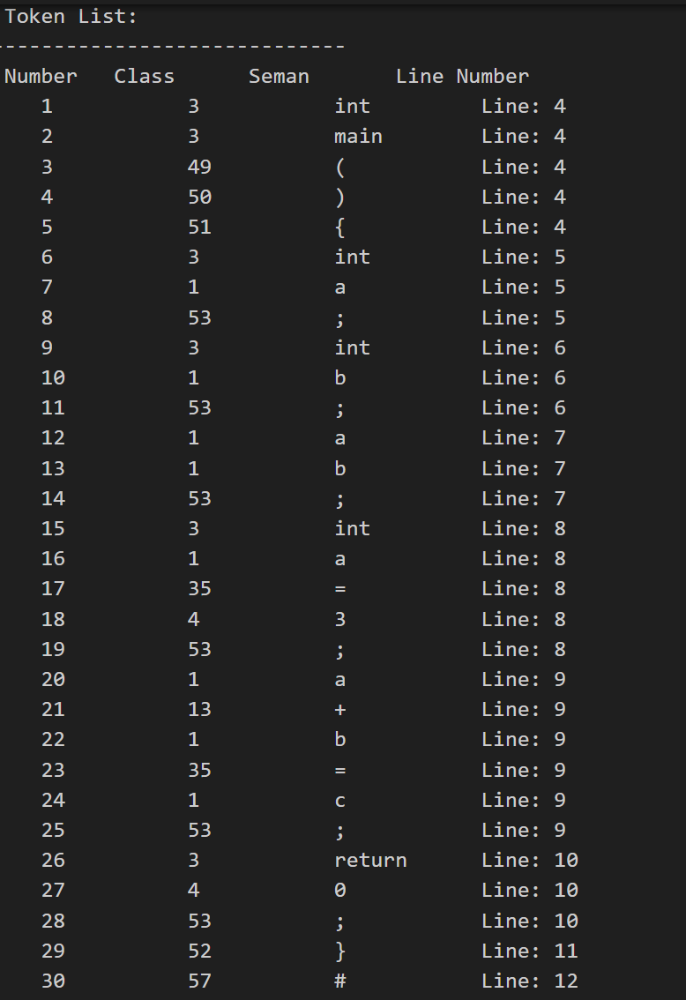 Token List:
-----------------------------
Number   Class      Seman       Line Number
1           3           int         Line: 4
2           3           main        Line: 4
3           49          (           Line: 4
4           50          )           Line: 4
5           51          {           Line: 4
6           3           int         Line: 5
7           1           a           Line: 5
8           53          ;           Line: 5
9           3           int         Line: 6
10          1           b           Line: 6
11          53          ;           Line: 6
12          1           a           Line: 7
13          1           b           Line: 7
14          53          ;           Line: 7
15          3           int         Line: 8
16          1           a           Line: 8
17          35          =           Line: 8
18          4           3           Line: 8
19          53          ;           Line: 8
20          1           a           Line: 9
21          13          +           Line: 9
22          1           b           Line: 9
23          35          =           Line: 9
24          1           c           Line: 9
25          53          ;           Line: 9
26          3           return      Line: 10
27          4           0           Line: 10
28          53          ;           Line: 10
29          52          }           Line: 11
30          57          #           Line: 12